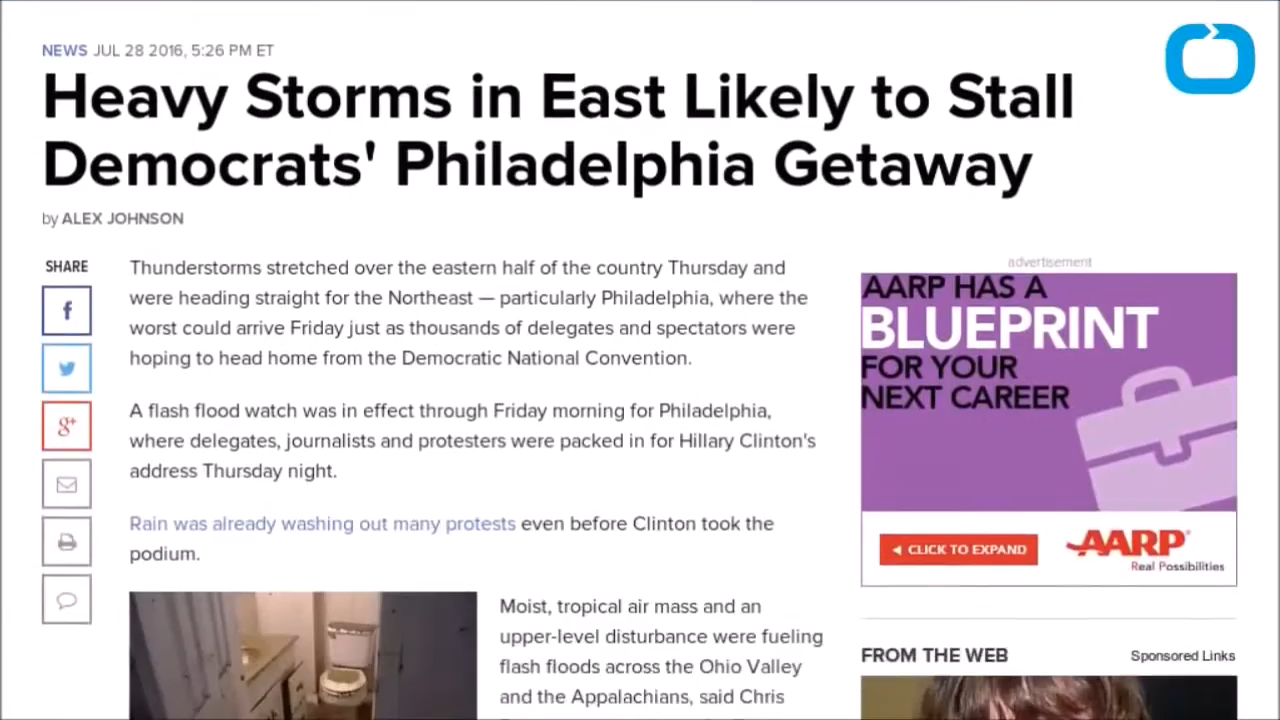 NEWS JUL 28 2016, 5:26 PM ET
Heavy Storms in East Likely to Stall
Democrats' Philadelphia Getaway
by ALEX JOHNSON
SHARE
f
g+
Thunderstorms stretched over the eastern half of the country Thursday and
were heading straight for the Northeast — particularly Philadelphia, where the
worst could arrive Friday just as thousands of delegates and spectators were
hoping to head home from the Democratic National Convention.
A flash flood watch was in effect through Friday morning for Philadelphia,
where delegates, journalists and protesters were packed in for Hillary Clinton's
address Thursday night.
Rain was already washing out many protests even before Clinton took the
podium.
Moist, tropical air mass and an
upper-level disturbance were fueling
flash floods across the Ohio Valley
and the Appalachians, said Chris
advertisement
AARP HAS A
BLUEPRINT
FOR YOUR
NEXT CAREER
CLICK TO EXPAND
AARP
Real Possibilities
FROM THE WEB
Sponsored Links